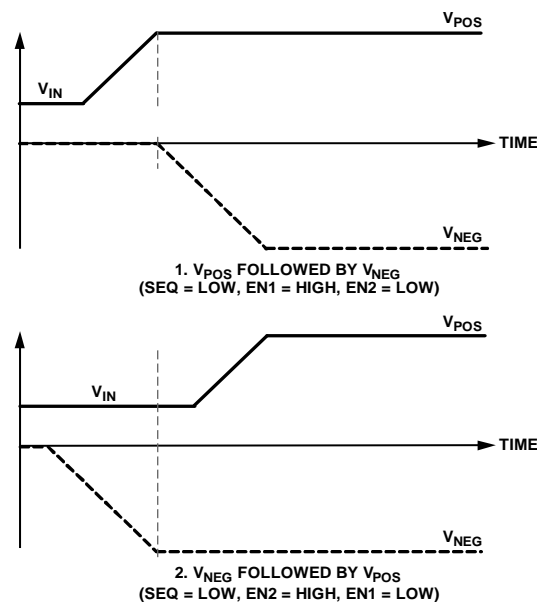 VPOS
VIN
TIME
VNEG
1. VPOS FOLLOWED BY VNEG
(SEQ = LOW, EN1 = HIGH, EN2 = LOW)
VPOS
VIN
TIME
VNEG
2. VNEG FOLLOWED BY VPOS
(SEQ = LOW, EN2 = HIGH, EN1 = LOW)